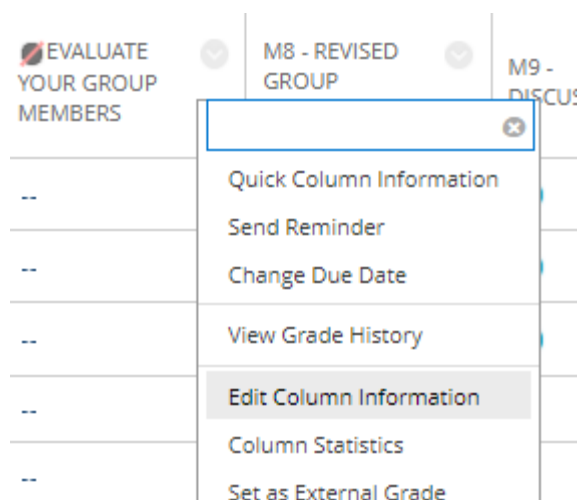 EVALUATE
YOUR GROUP
MEMBERS
M8 - REVISED
GROUP
M9 -
Quick Column Information
Send Reminder
Change Due Date
View Grade History
Edit Column Information
Column Statistics
Set as External Grade
--
--
--
--
--